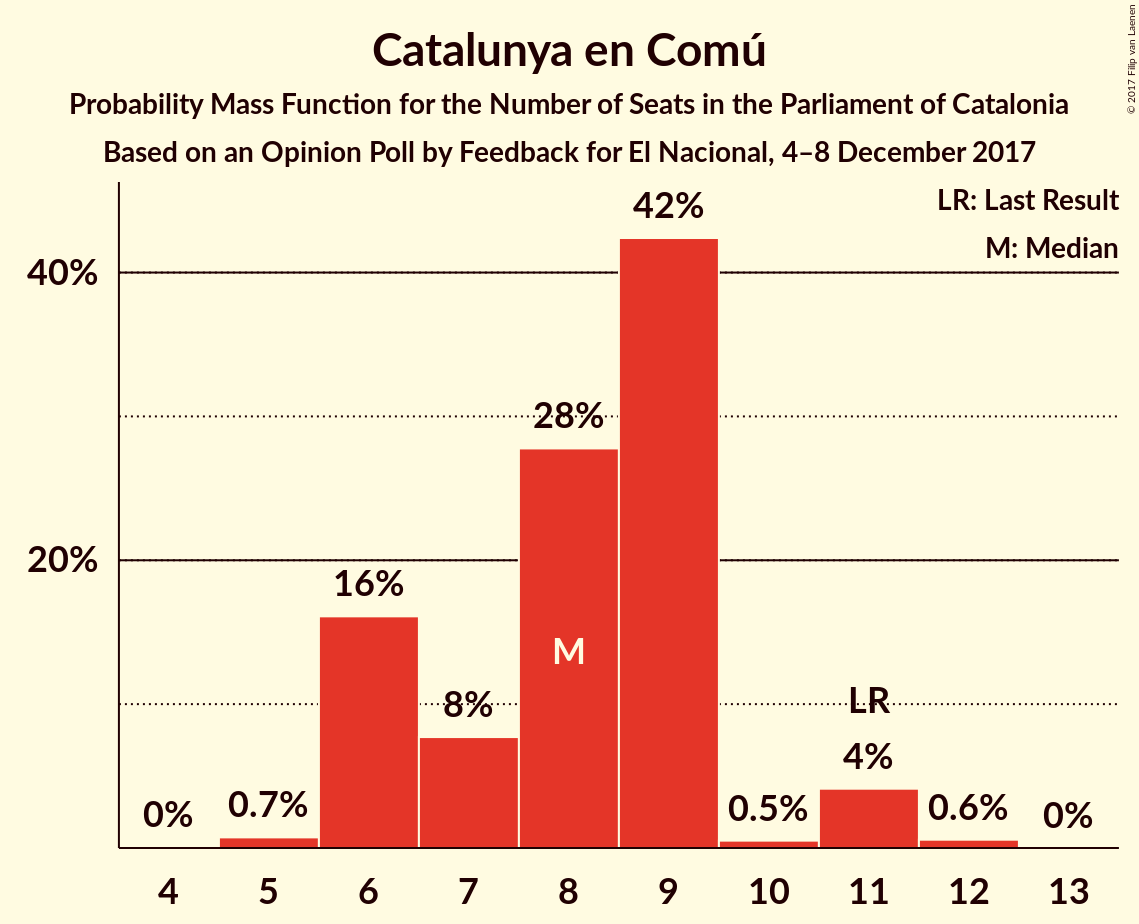 Catalunya en Comú
Probability Mass Function for the Number of Seats in the Parliament of Catalonia
Based on an Opinion Poll by Feedback for El Nacional, 4–8 December 2017
© 2017 Filip van Laenen
LR: Last Result
M: Median
40%
20%
0%
0.7%
16%
8%
28%
M
42%
0.5%
LR
4%
0.6%
0%
4 5 6 7 8 9 10 11 12 13